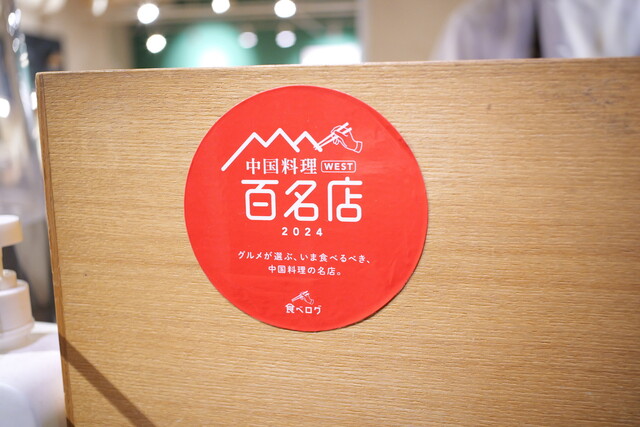 中国料理 WEST
百名店
2024
グルメが選ぶ、いま食べるべき、
中国料理の名店。
食べログ